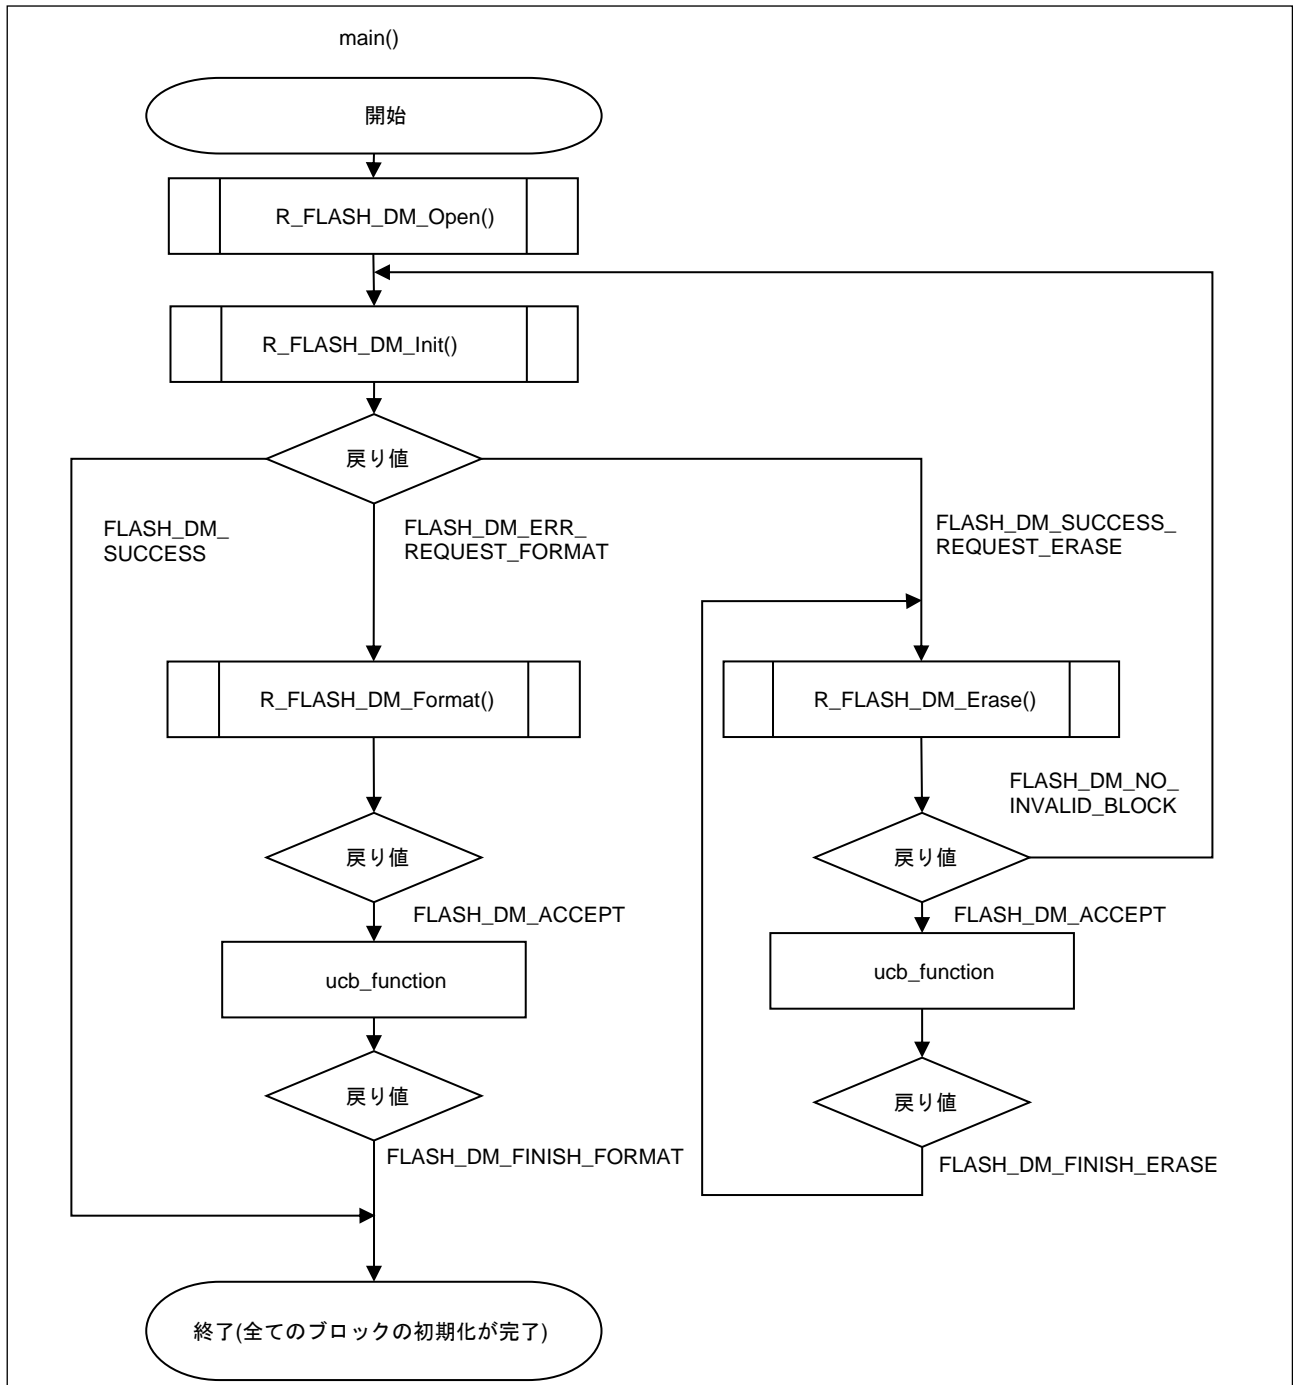 main()
開始
R_FLASH_DM_Open()
R_FLASH_DM_Init()
戻り値
FLASH_DM_
SUCCESS
FLASH_DM_ERR_
REQUEST_FORMAT
FLASH_DM_SUCCESS_
REQUEST_ERASE
R_FLASH_DM_Format()
R_FLASH_DM_Erase()
FLASH_DM_NO_
INVALID_BLOCK
戻り値
戻り値
FLASH_DM_ACCEPT
FLASH_DM_ACCEPT
ucb_function
ucb_function
戻り値
戻り値
FLASH_DM_FINISH_FORMAT
FLASH_DM_FINISH_ERASE
終了(全てのブロックの初期化が完了)